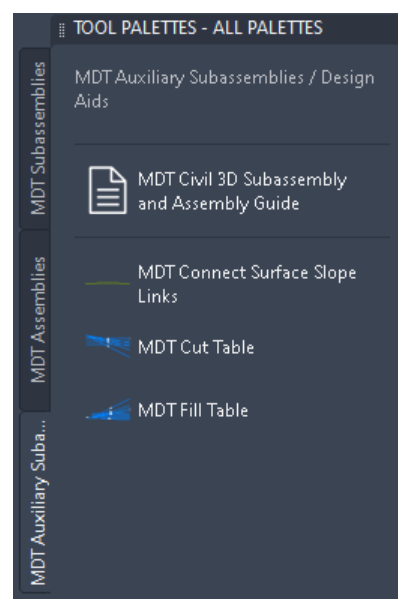 TOOL PALETTES - ALL PALETTES
MDT Auxiliary Subassemblies / Design
Aids
MDT Civil 3D Subassembly
and Assembly Guide
MDT Connect Surface Slope
Links
MDT Cut Table
MDT Fill Table
MDT Subassemblies
MDT Assemblies
MDT Auxiliary Suba...